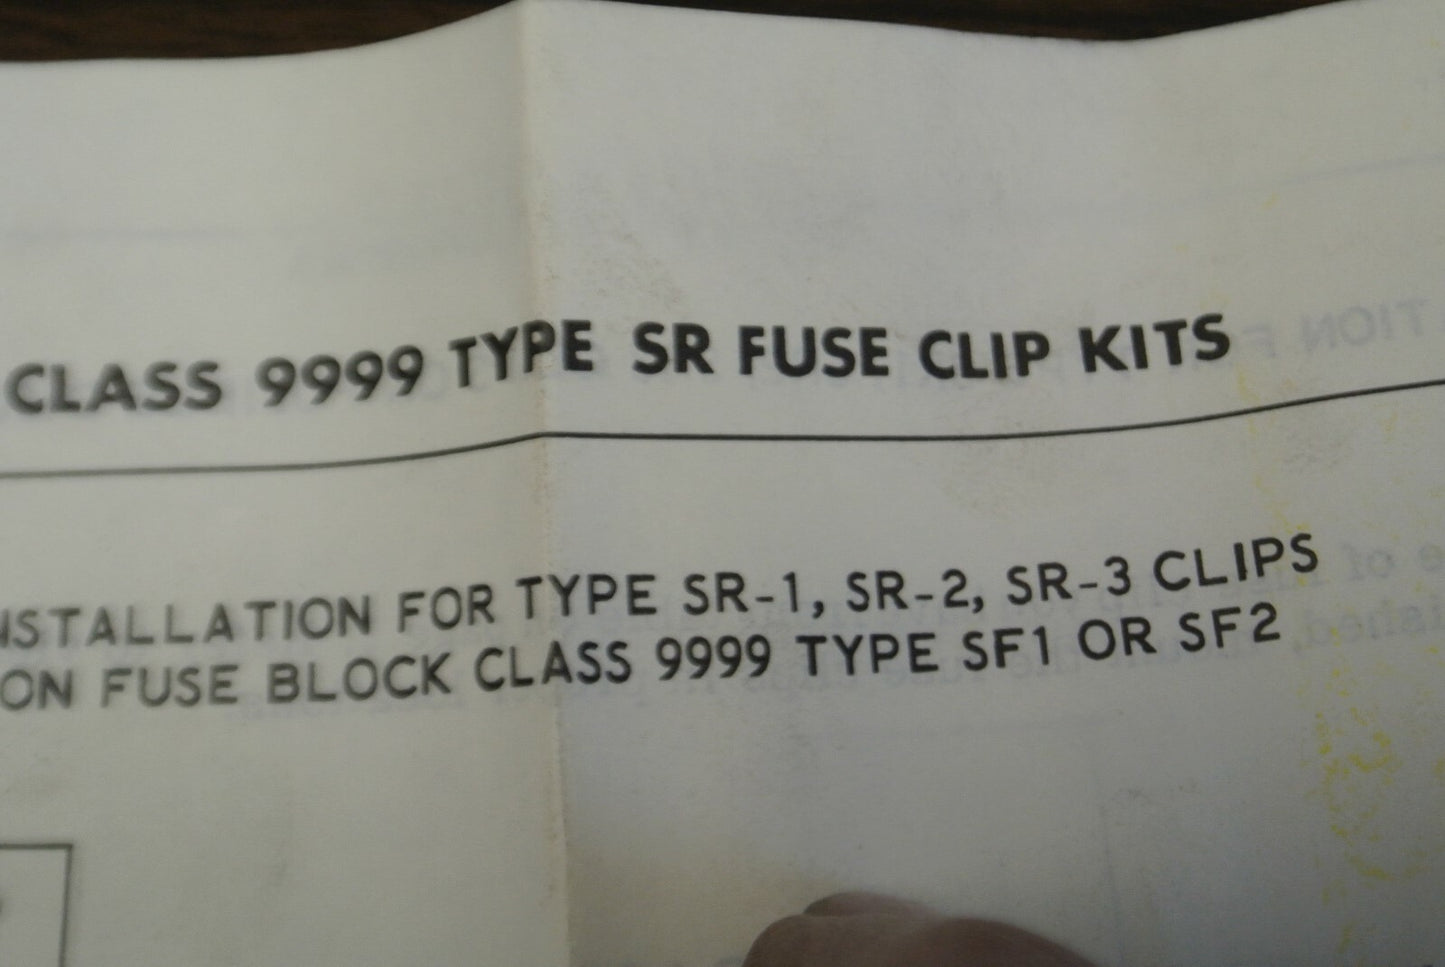 CLASS 9999 TYPE SR FUSE CLIP KITS
NSTALLATION FOR TYPE SR-1, SR-2, SR-3 CLIPS
ON FUSE BLOCK CLASS 9999 TYPE SF1 OR SF2